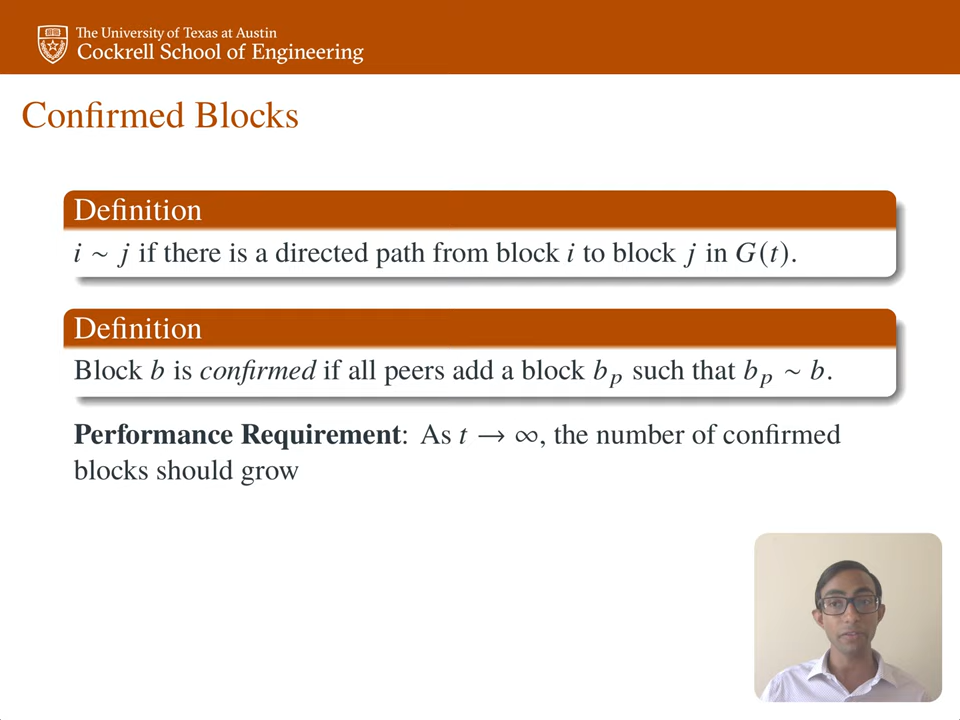 The University of Texas at Austin
Cockrell School of Engineering
Confirmed Blocks
Definition
i ~ j if there is a directed path from block i to block j in G(t).
Definition
Block b is confirmed if all peers add a block bₚ such that bₚ ~ b.
Performance Requirement: As t → ∞, the number of confirmed
blocks should grow